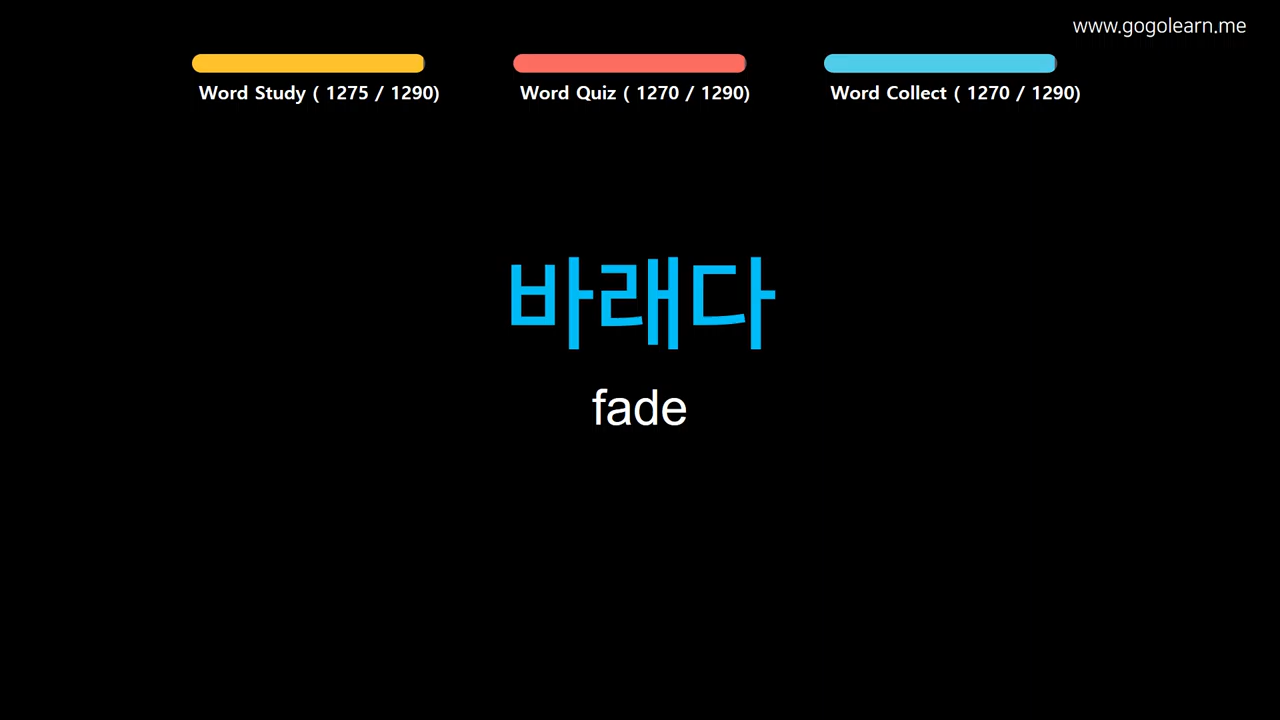 www.gogolearn.me
Word Study ( 1275 / 1290)
Word Quiz ( 1270 / 1290)
Word Collect ( 1270 / 1290)
바래다
fade